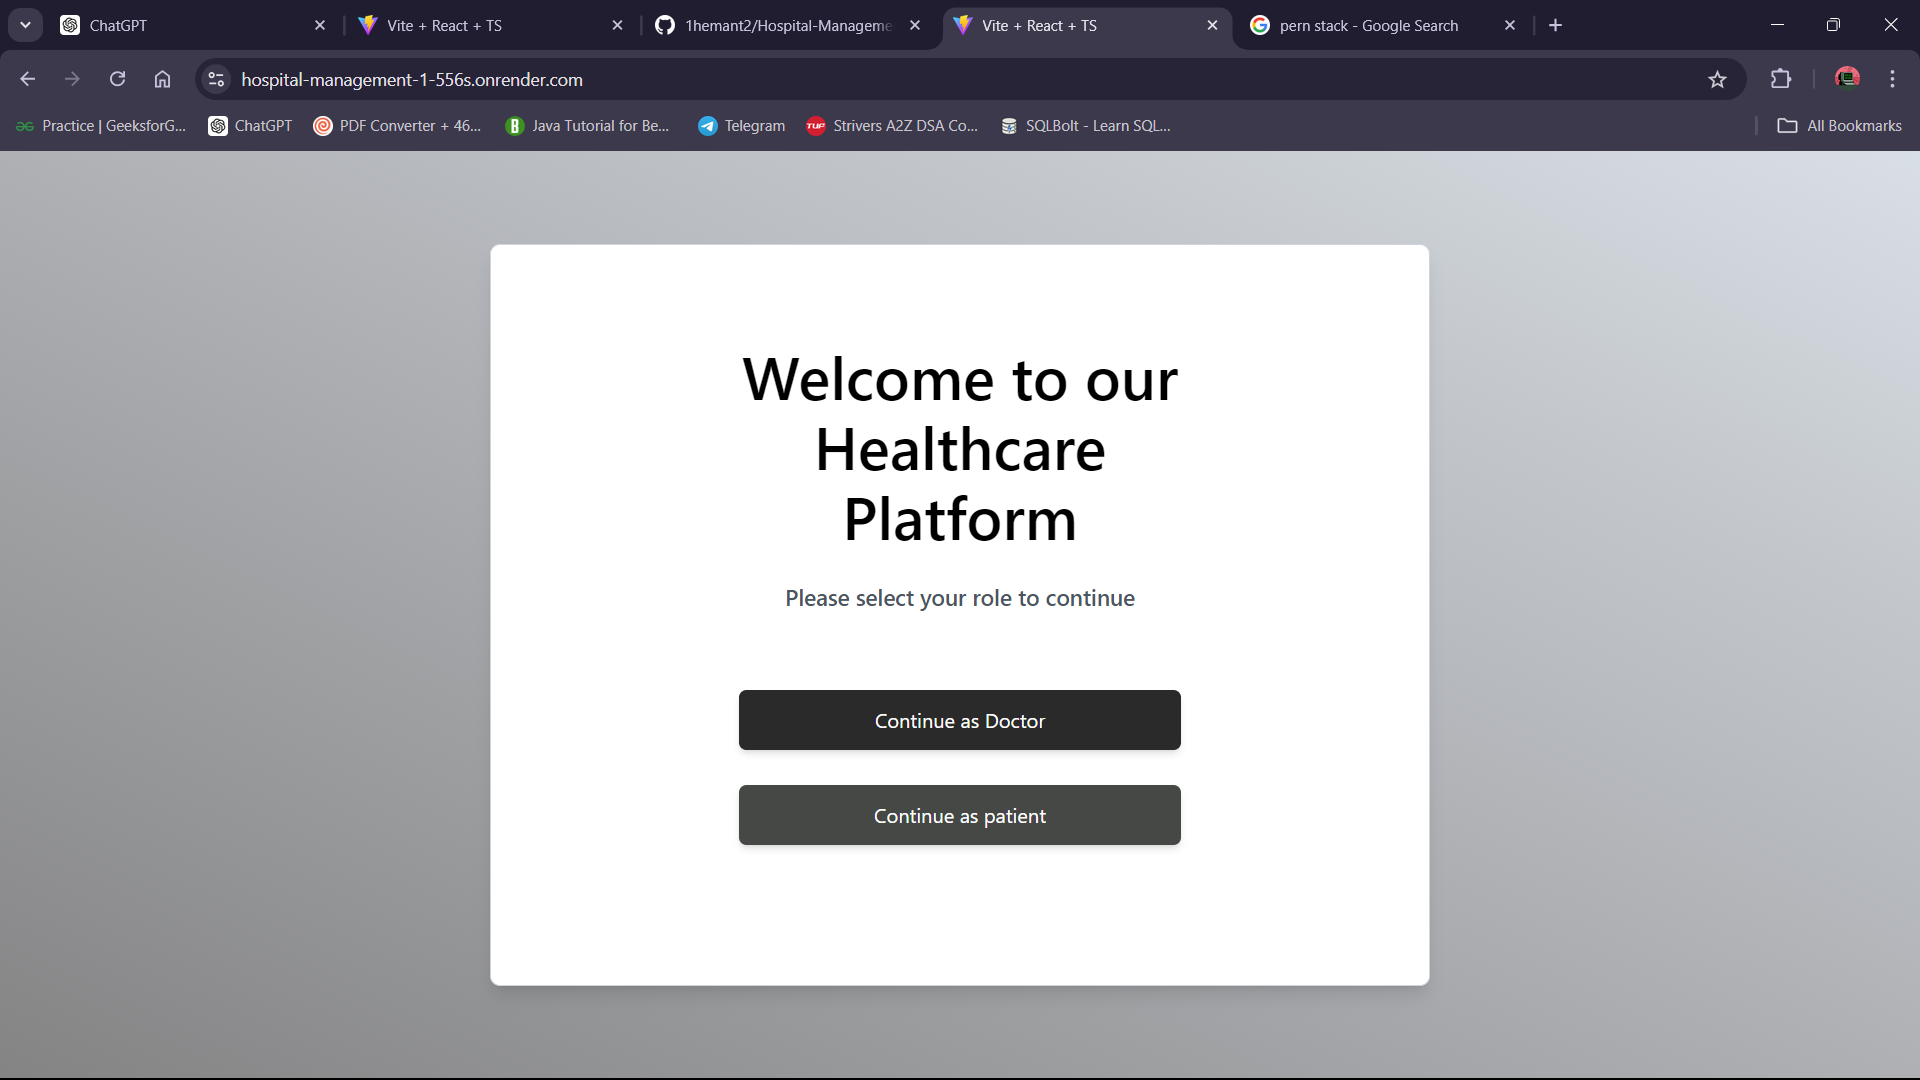 ChatGPT
Vite + React + TS
1hemant2/Hospital-Manageme
Vite + React + TS
pern stack - Google Search
hospital-management-1-556s.onrender.com
Practice | GeeksforG...
ChatGPT
PDF Converter + 46...
Java Tutorial for Be...
Telegram
TUF
Strivers A2Z DSA Co...
SQLBolt - Learn SQL...
All Bookmarks
Welcome to our
Healthcare
Platform
Please select your role to continue
Continue as Doctor
Continue as patient